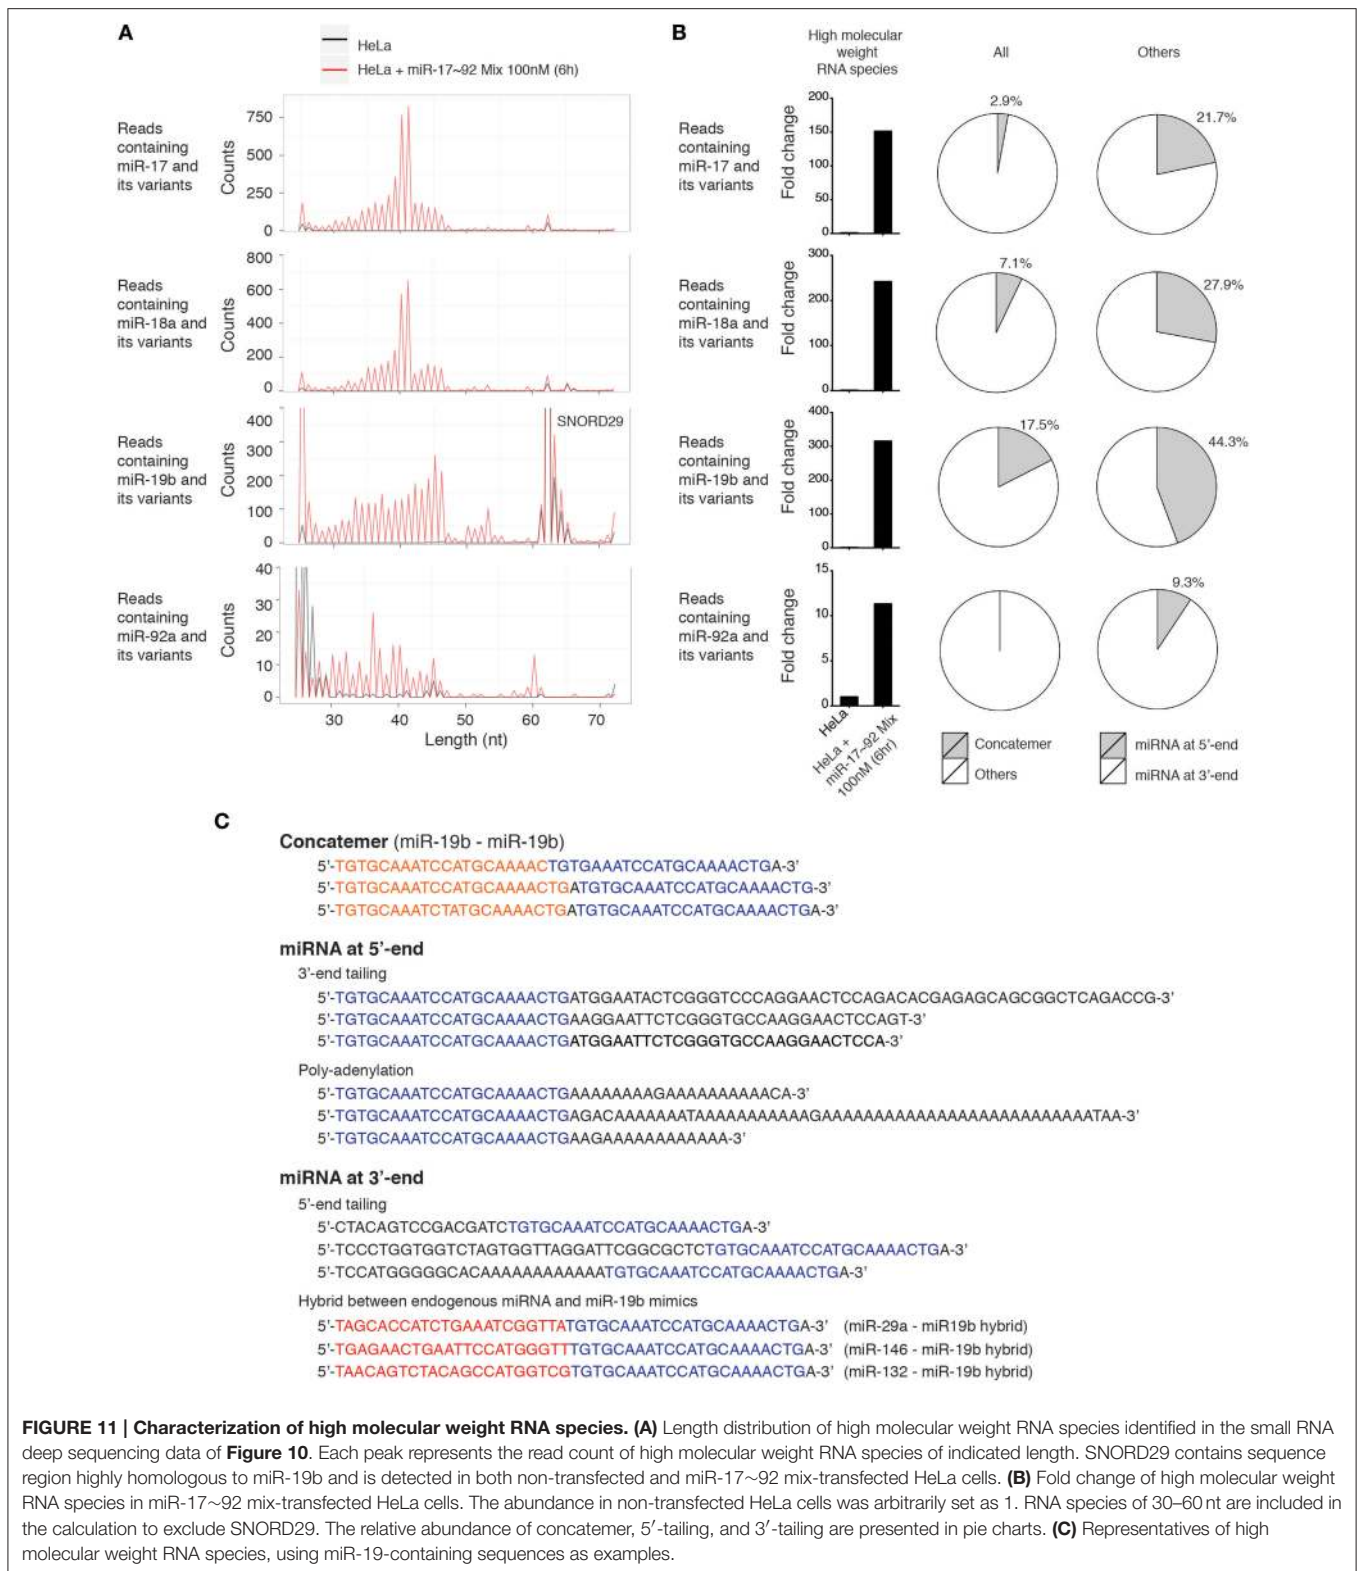 A
HeLa
HeLa + miR-17~92 Mix 100nM (6h)
Reads
containing
miR-17 and
its variants
Counts
750
500
250
0
Reads
containing
miR-18a and
its variants
Counts
800
600
400
200
0
Reads
containing
miR-19b and
its variants
Counts
400
300
200
100
0
SNORD29
Reads
containing
miR-92a and
its variants
Counts
40
30
20
10
0
30 40 50 60 70
Length (nt)
B
High molecular
weight
RNA species
All
Others
Reads
containing
miR-17 and
its variants
Fold change
200
150
100
50
0
2.9%
21.7%
Reads
containing
miR-18a and
its variants
Fold change
300
200
100
0
7.1%
27.9%
Reads
containing
miR-19b and
its variants
Fold change
400
300
200
100
0
17.5%
44.3%
Reads
containing
miR-92a and
its variants
Fold change
15
10
5
0
9.3%
HeLa
HeLa +
miR-17~92 Mix
100nM (6hr)
Concatemer
Others
miRNA at 5'-end
miRNA at 3'-end
C
Concatemer (miR-19b - miR-19b)
5'-TGTGCAAATCCATGCAAAACTGTGAAATCCATGCAAAACTGA-3'
5'-TGTGCAAATCCATGCAAAACTGATGTGCAAATCCATGCAAAACTG-3'
5'-TGTGCAAATCTATGCAAAACTGATGTGCAAATCCATGCAAAACTGA-3'
miRNA at 5'-end
3'-end tailing
5'-TGTGCAAATCCATGCAAAACTGATGGAATACTCGGGTCCCAGGAACTCCAGACACGAGAGCAGCGGCTCAGACCG-3'
5'-TGTGCAAATCCATGCAAAACTGAAGGAATTCTCGGGTGCCAAGGAACTCCAGT-3'
5'-TGTGCAAATCCATGCAAAACTGATGGAATTCTCGGGTGCCAAGGAACTCCA-3'
Poly-adenylation
5'-TGTGCAAATCCATGCAAAACTGAAAAAAAAGAAAAAAAAAACA-3'
5'-TGTGCAAATCCATGCAAAACTGAGACAAAAAAATAAAAAAAAAAAGAAAAAAAAAAAAAAAAAAAAAAAAAATAA-3'
5'-TGTGCAAATCCATGCAAAACTGAAGAAAAAAAAAAAA-3'
miRNA at 3'-end
5'-end tailing
5'-CTACAGTCCGACGATCTGTGCAAATCCATGCAAAACTGA-3'
5'-TCCCTGGTGGTCTAGTGGTTAGGATTCGGCGCTCTGTGCAAATCCATGCAAAACTGA-3'
5'-TCCATGGGGGCACAAAAAAAAAAAATGTGCAAATCCATGCAAAACTGA-3'
Hybrid between endogenous miRNA and miR-19b mimics
5'-TAGCACCATCTGAAATCGGTTATGTGCAAATCCATGCAAAACTGA-3' (miR-29a - miR19b hybrid)
5'-TGAGAACTGAATTCCATGGGTTTGTGCAAATCCATGCAAAACTGA-3' (miR-146 - miR-19b hybrid)
5'-TAACAGTCTACAGCCATGGTCGTGTGCAAATCCATGCAAAACTGA-3' (miR-132 - miR-19b hybrid)
FIGURE 11 | Characterization of high molecular weight RNA species. (A) Length distribution of high molecular weight RNA species identified in the small RNA
deep sequencing data of Figure 10. Each peak represents the read count of high molecular weight RNA species of indicated length. SNORD29 contains sequence
region highly homologous to miR-19b and is detected in both non-transfected and miR-17~92 mix-transfected HeLa cells. (B) Fold change of high molecular weight
RNA species in miR-17~92 mix-transfected HeLa cells. The abundance in non-transfected HeLa cells was arbitrarily set as 1. RNA species of 30–60 nt are included in
the calculation to exclude SNORD29. The relative abundance of concatemer, 5′-tailing, and 3′-tailing are presented in pie charts. (C) Representatives of high
molecular weight RNA species, using miR-19-containing sequences as examples.